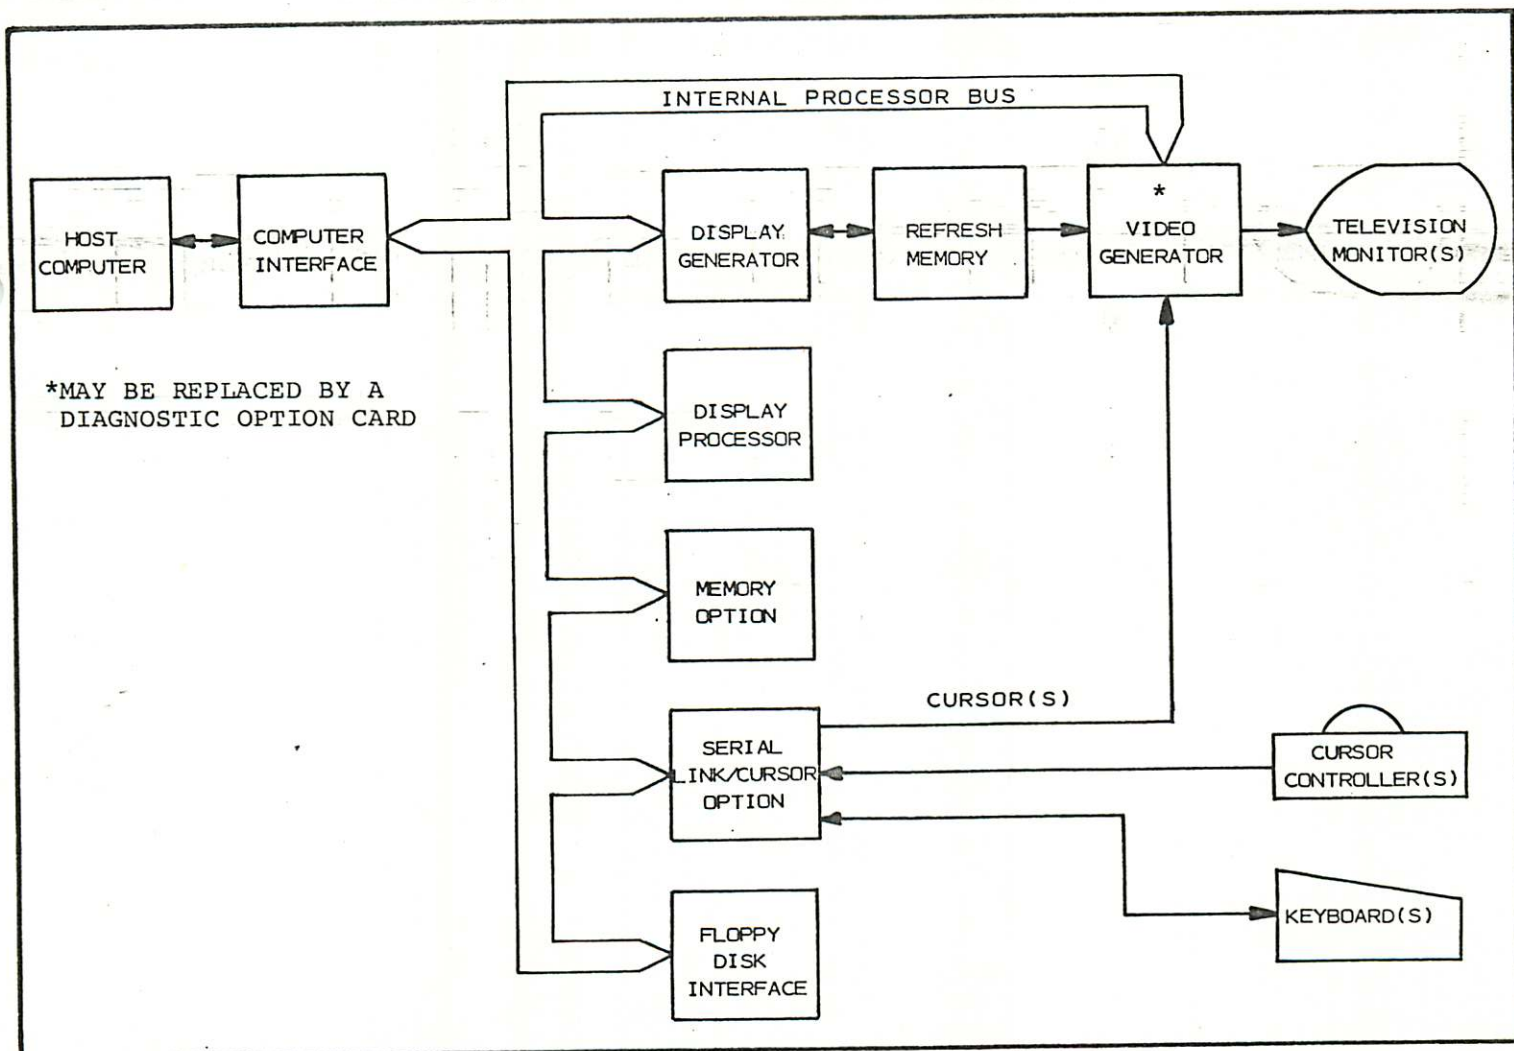 INTERNAL PROCESSOR BUS
HOST
COMPUTER
COMPUTER
INTERFACE
DISPLAY
GENERATOR
REFRESH
MEMORY
*
VIDEO
GENERATOR
TELEVISION
MONITOR(S)
*MAY BE REPLACED BY A
DIAGNOSTIC OPTION CARD
DISPLAY
PROCESSOR
MEMORY
OPTION
CURSOR(S)
SERIAL
LINK/CURSOR
OPTION
CURSOR
CONTROLLER(S)
KEYBOARD(S)
FLOPPY
DISK
INTERFACE